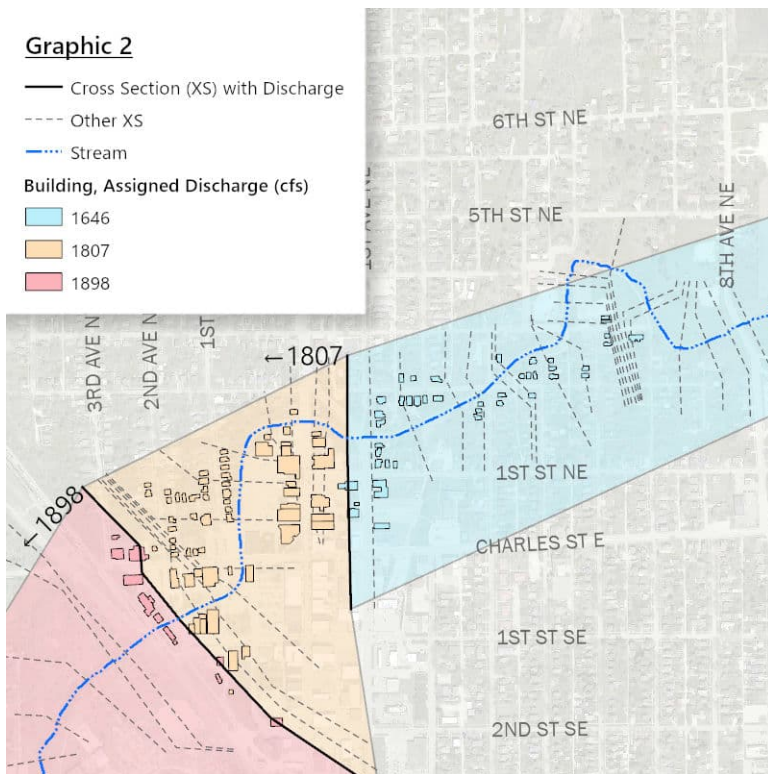 Graphic 2
Cross Section (XS) with Discharge
Other XS
Stream
Building, Assigned Discharge (cfs)
1646
1807
1898
6TH ST NE
5TH ST NE
8TH AVE NE
3RD AVE N
2ND AVE N
1ST
←1807
←1898
1ST ST NE
CHARLES ST E
1ST ST SE
2ND ST SE